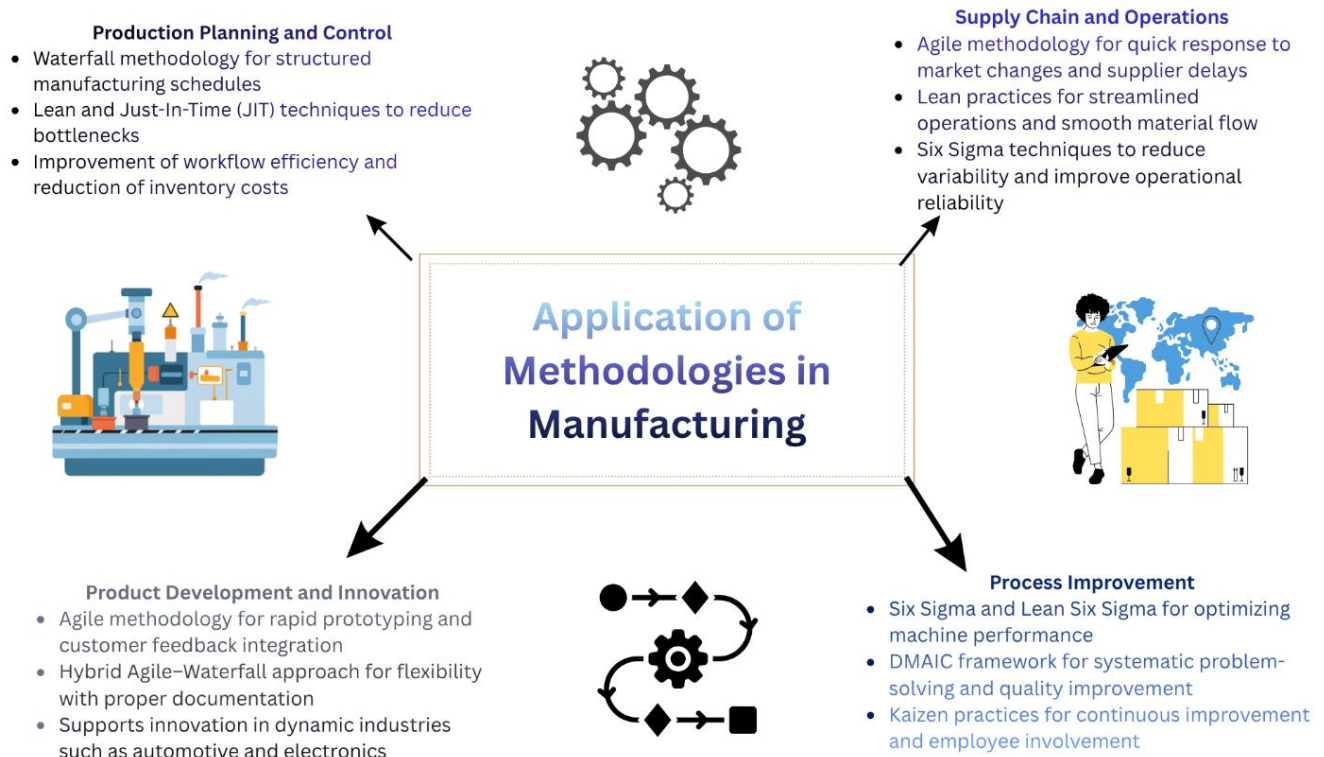 Production Planning and Control
• Waterfall methodology for structured
manufacturing schedules
• Lean and Just-In-Time (JIT) techniques to reduce
bottlenecks
• Improvement of workflow efficiency and
reduction of inventory costs
Supply Chain and Operations
• Agile methodology for quick response to
market changes and supplier delays
• Lean practices for streamlined
operations and smooth material flow
• Six Sigma techniques to reduce
variability and improve operational
reliability
Application of
Methodologies in
Manufacturing
Product Development and Innovation
• Agile methodology for rapid prototyping and
customer feedback integration
• Hybrid Agile–Waterfall approach for flexibility
with proper documentation
• Supports innovation in dynamic industries
such as automotive and electronics
Process Improvement
• Six Sigma and Lean Six Sigma for optimizing
machine performance
• DMAIC framework for systematic problem-
solving and quality improvement
• Kaizen practices for continuous improvement
and employee involvement